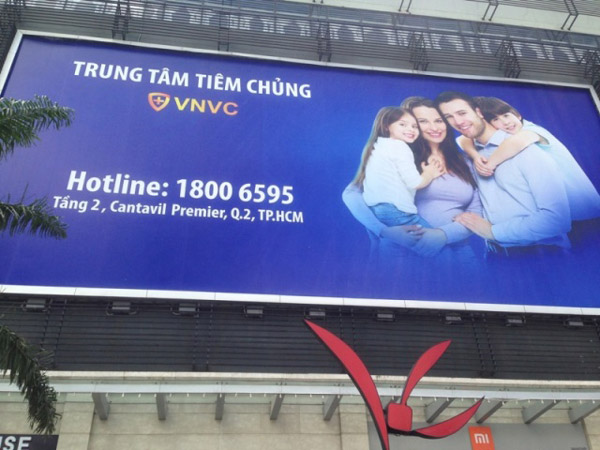 TRUNG TÂM TIÊM CHỦNG
VNVC
Hotline: 1800 6595
Tầng 2, Cantavil Premier, Q.2, TP.HCM
mi